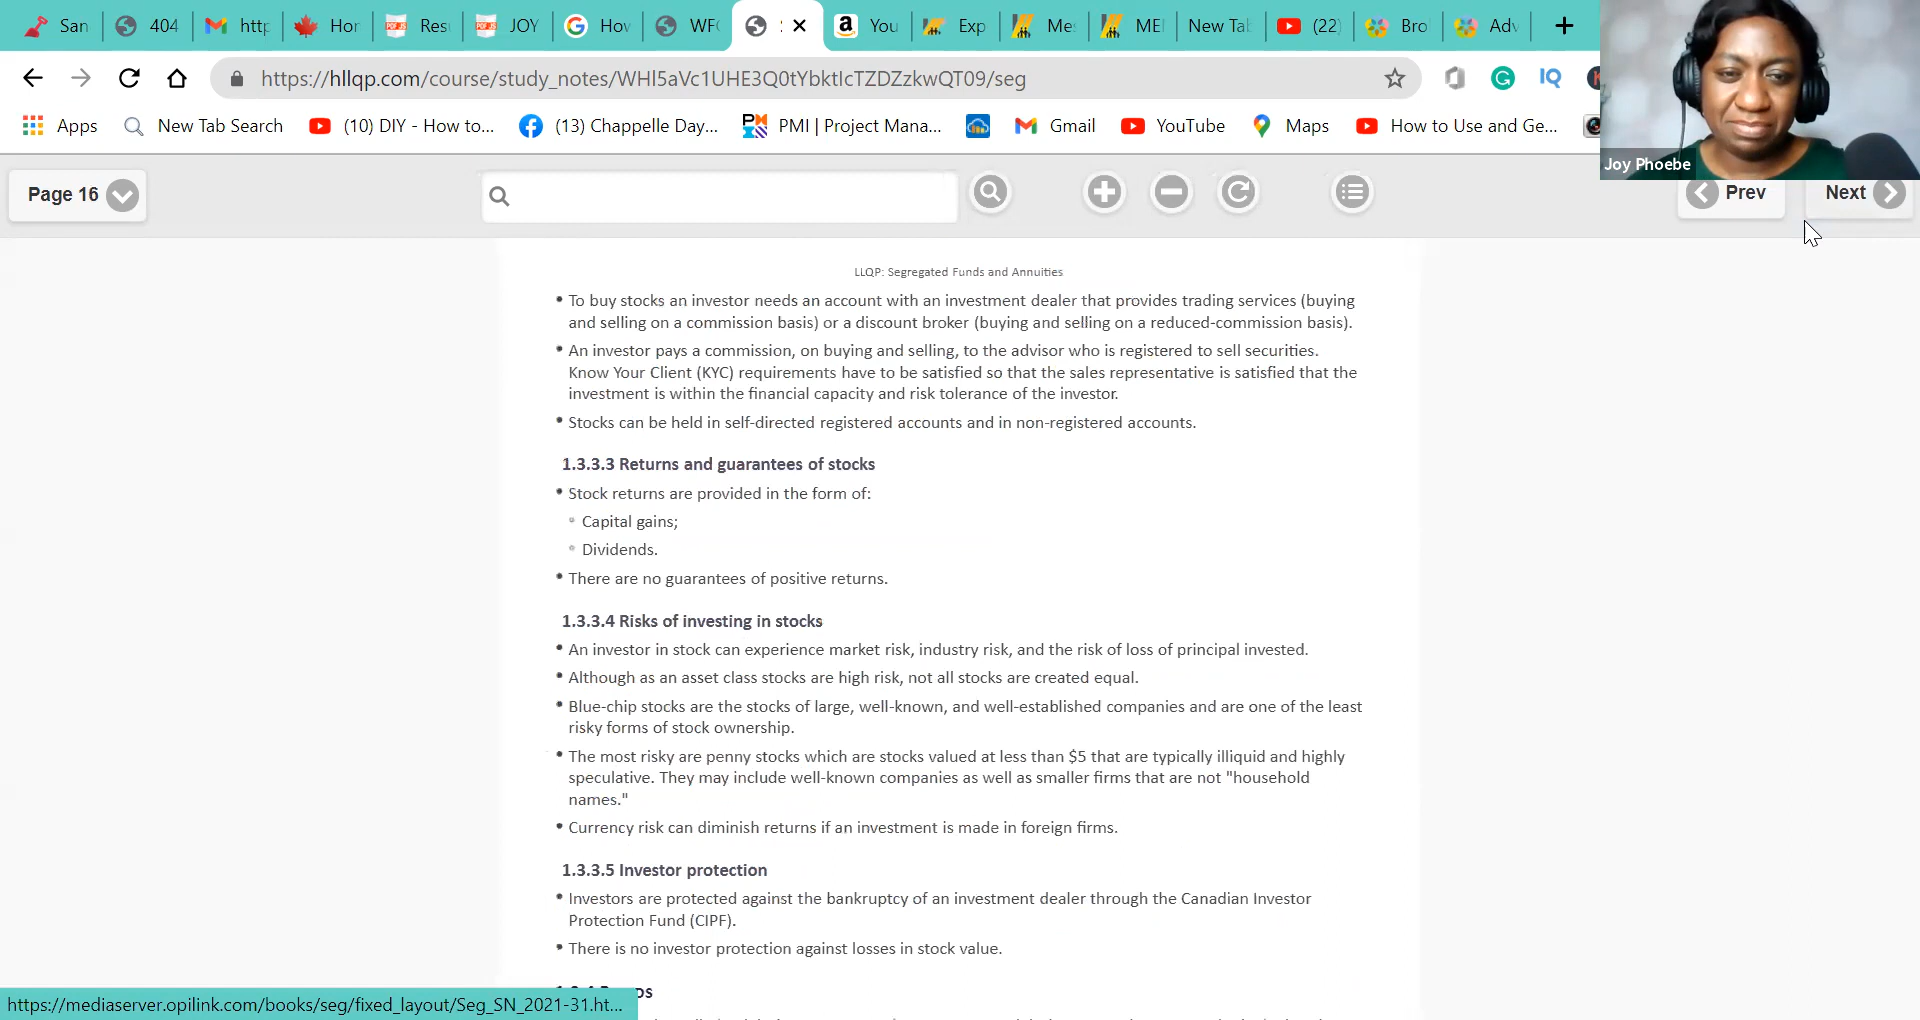 San
404
http
Hor
Res
JOY
Hov
WFC
You
Exp
Me
MEI
New Tab
(22)
Bro
Adv
https://hllqp.com/course/study_notes/WHl5aVc1UHE3Q0tYbktIcTZDZzkwQT09/seg
IQ
Apps
New Tab Search
(10) DIY - How to...
(13) Chappelle Day...
PMI | Project Mana...
Gmail
YouTube
Maps
How to Use and Ge...
Joy Phoebe
Page 16
Prev
Next
LLQP: Segregated Funds and Annuities
• To buy stocks an investor needs an account with an investment dealer that provides trading services (buying
and selling on a commission basis) or a discount broker (buying and selling on a reduced-commission basis).
• An investor pays a commission, on buying and selling, to the advisor who is registered to sell securities.
Know Your Client (KYC) requirements have to be satisfied so that the sales representative is satisfied that the
investment is within the financial capacity and risk tolerance of the investor.
• Stocks can be held in self-directed registered accounts and in non-registered accounts.
1.3.3.3 Returns and guarantees of stocks
• Stock returns are provided in the form of:
Capital gains;
Dividends.
• There are no guarantees of positive returns.
1.3.3.4 Risks of investing in stocks
• An investor in stock can experience market risk, industry risk, and the risk of loss of principal invested.
• Although as an asset class stocks are high risk, not all stocks are created equal.
• Blue-chip stocks are the stocks of large, well-known, and well-established companies and are one of the least
risky forms of stock ownership.
• The most risky are penny stocks which are stocks valued at less than $5 that are typically illiquid and highly
speculative. They may include well-known companies as well as smaller firms that are not "household
names."
• Currency risk can diminish returns if an investment is made in foreign firms.
1.3.3.5 Investor protection
• Investors are protected against the bankruptcy of an investment dealer through the Canadian Investor
Protection Fund (CIPF).
• There is no investor protection against losses in stock value.
https://mediaserver.opilink.com/books/seg/fixed_layout/Seg_SN_2021-31.ht...